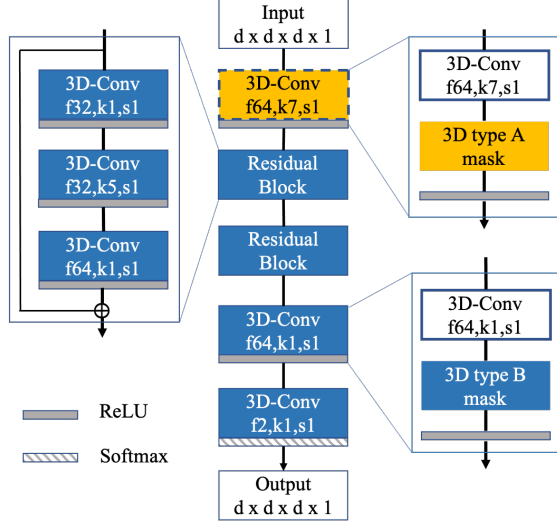 3D-Conv
f32,k1,s1
3D-Conv
f32,k5,s1
3D-Conv
f64,k1,s1
ReLU
Softmax
Input
d x d x d x 1
3D-Conv
f64,k7,s1
Residual
Block
Residual
Block
3D-Conv
f64,k1,s1
3D-Conv
f2,k1,s1
Output
d x d x d x 1
3D-Conv
f64,k7,s1
3D type A
mask
3D-Conv
f64,k1,s1
3D type B
mask